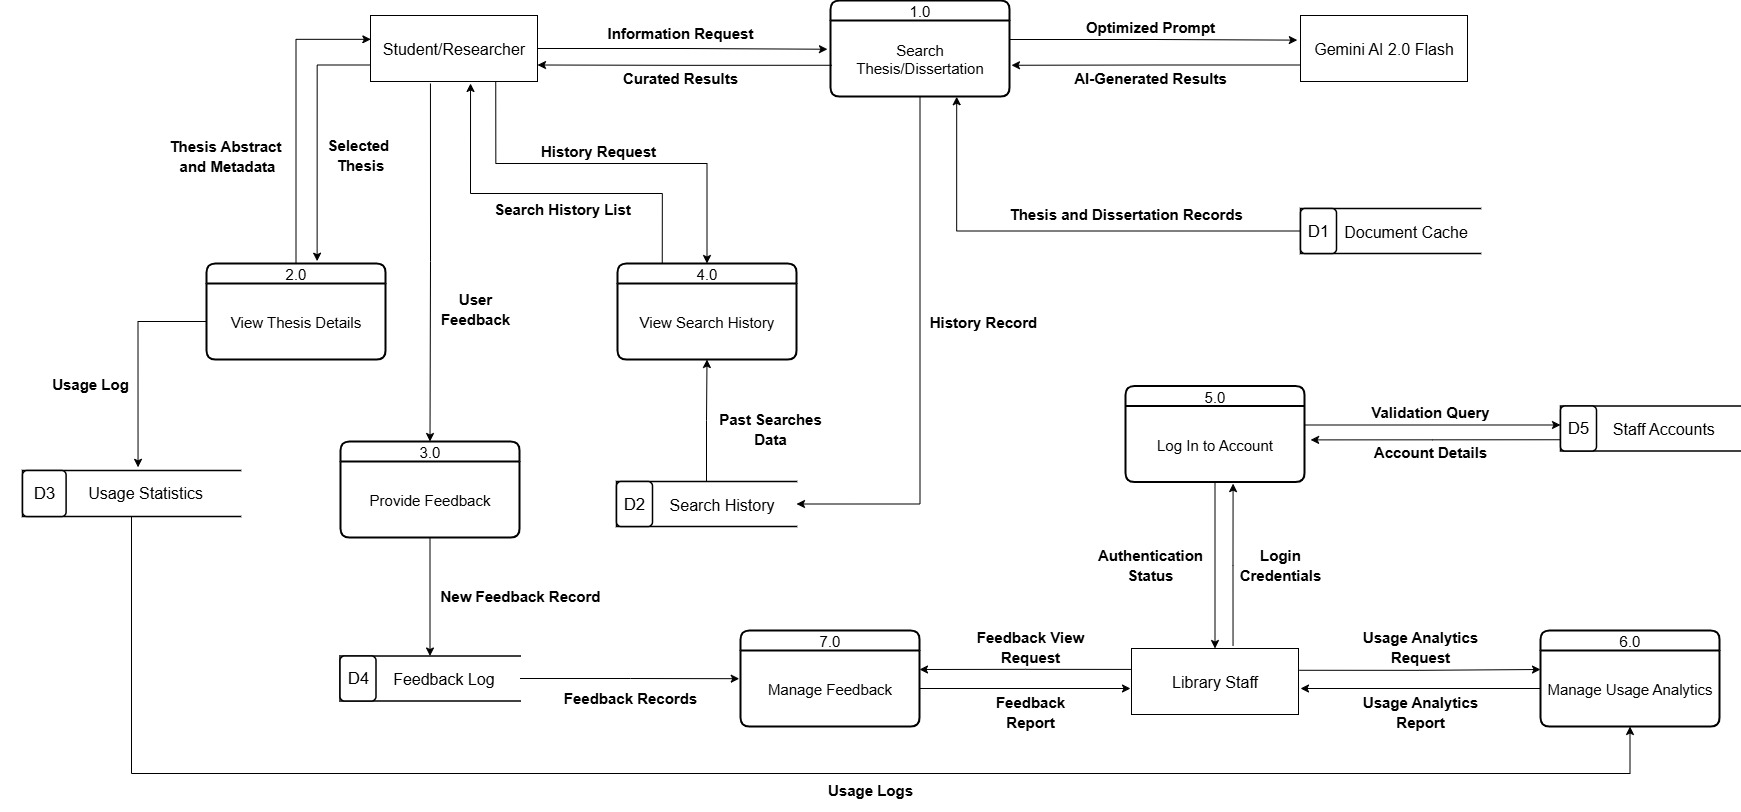 1.0
Search
Thesis/Dissertation
Student/Researcher
Information Request
Curated Results
Optimized Prompt
AI-Generated Results
Gemini AI 2.0 Flash
Thesis Abstract
and Metadata
Selected
Thesis
History Request
Search History List
Thesis and Dissertation Records
D1
Document Cache
2.0
View Thesis Details
User
Feedback
4.0
View Search History
History Record
Usage Log
Past Searches
Data
5.0
Log In to Account
Validation Query
Account Details
D5
Staff Accounts
D3
Usage Statistics
3.0
Provide Feedback
D2
Search History
Authentication
Status
Login
Credentials
New Feedback Record
D4
Feedback Log
Feedback Records
7.0
Manage Feedback
Feedback View
Request
Feedback
Report
Library Staff
Usage Analytics
Request
Usage Analytics
Report
6.0
Manage Usage Analytics
Usage Logs